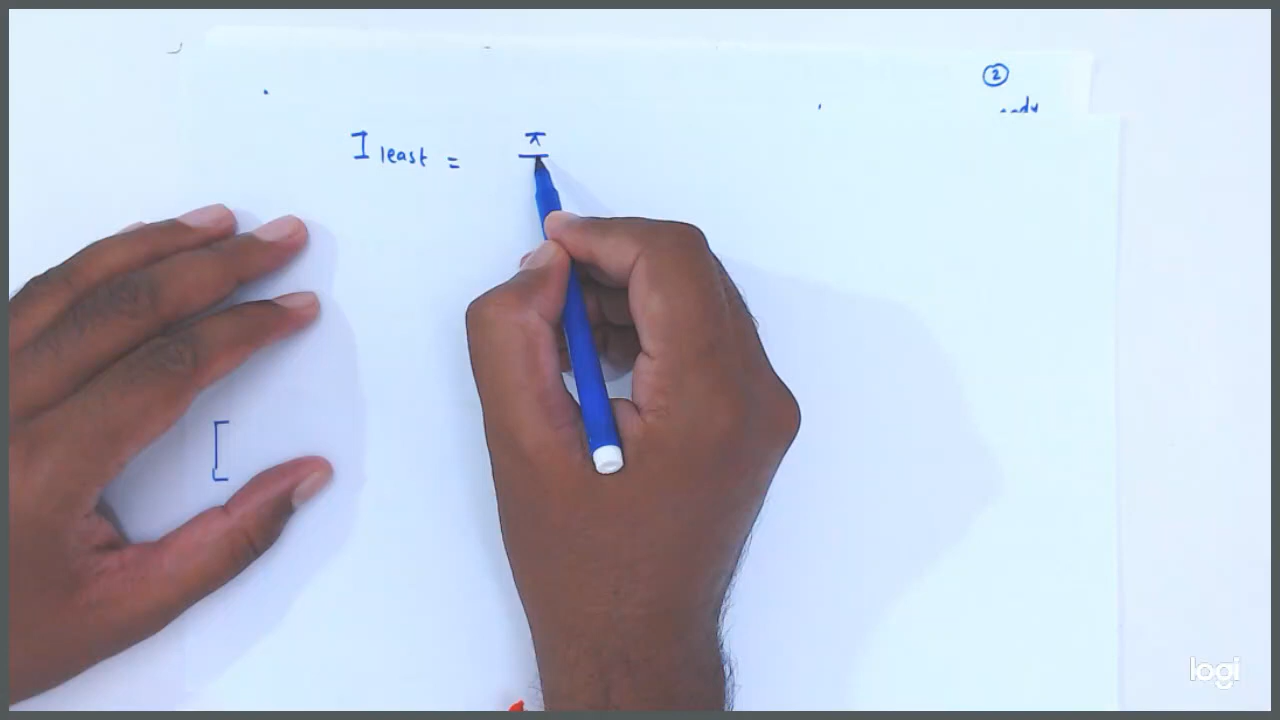 ②
I least = π
[
logi